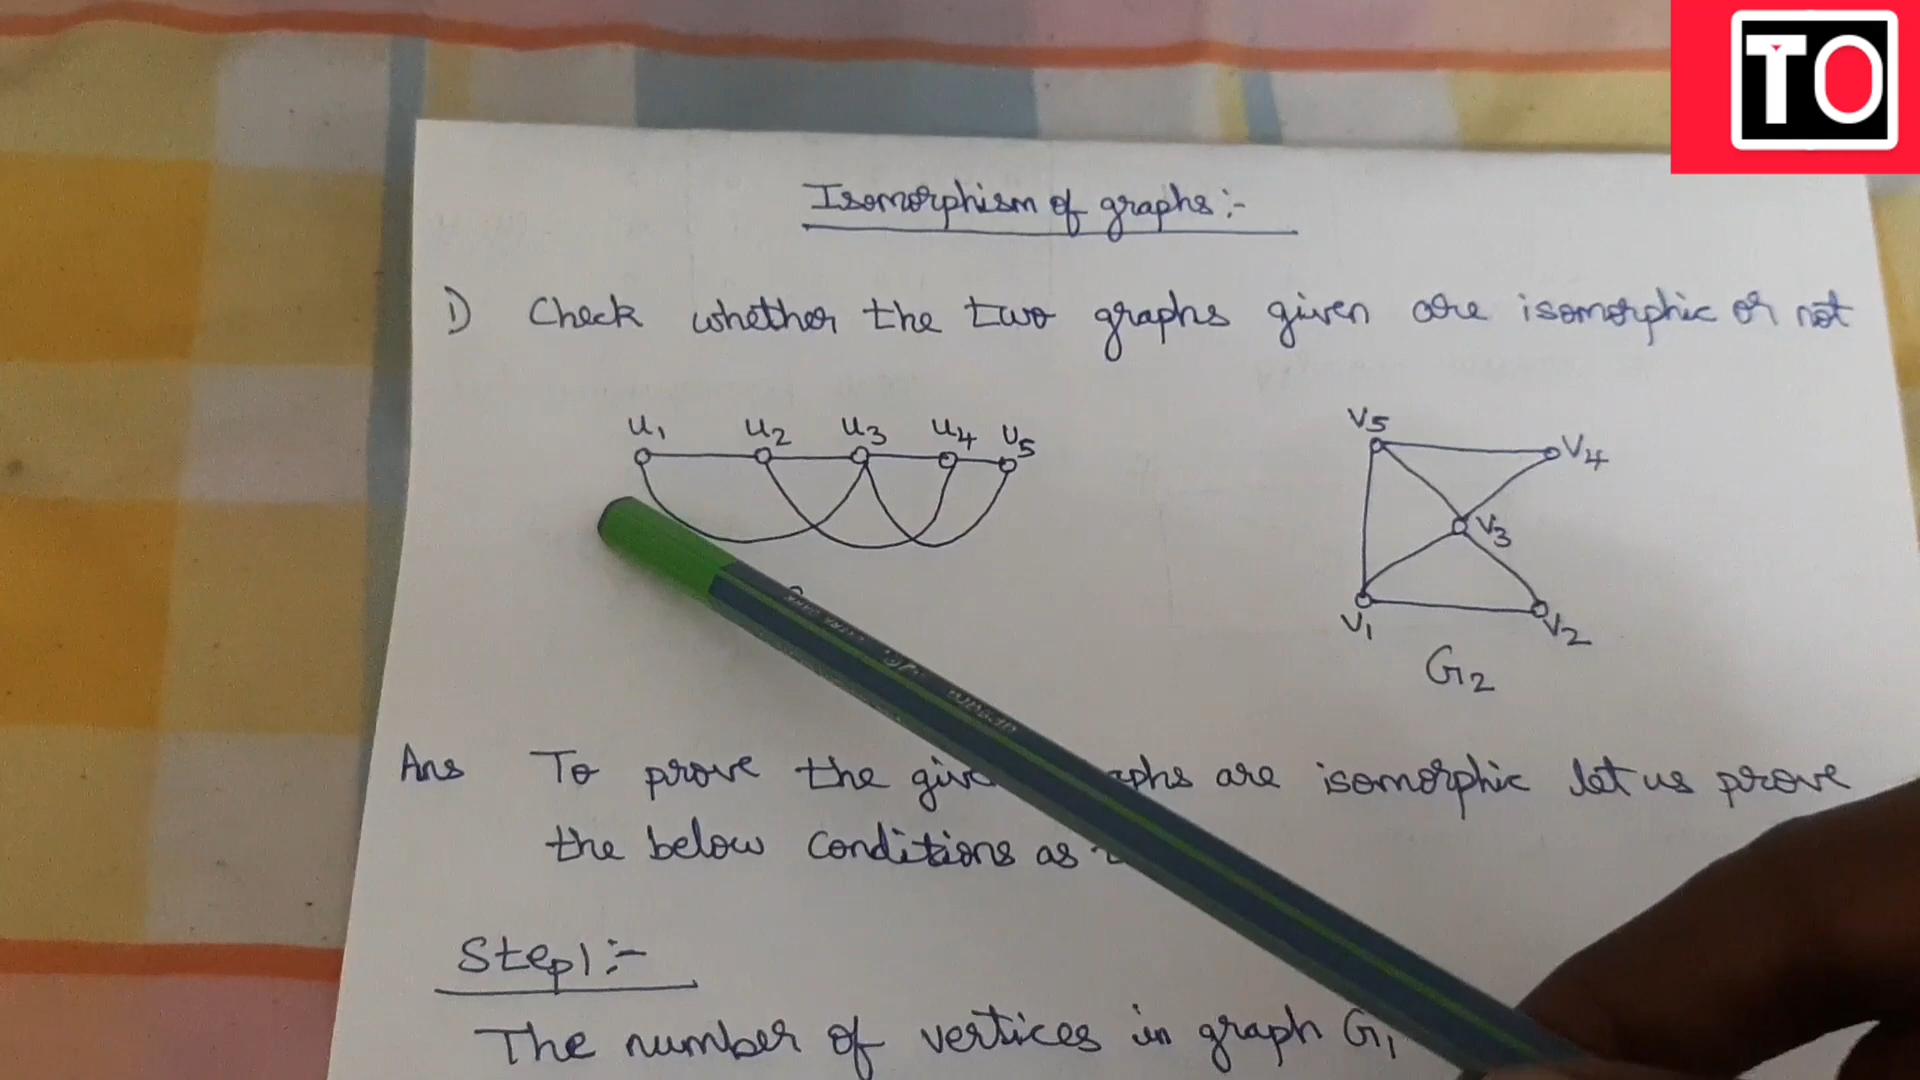 TO
Isomorphism of graphs:-
1) Check whether the two graphs given are isomorphic or not
u1 u2 u3 u4 u5
v5 v4
v3
v1 v2
G2
Ans To prove the graphs are isomorphic let us prove
the below conditions as
Step1:-
The number of vertices in graph G1